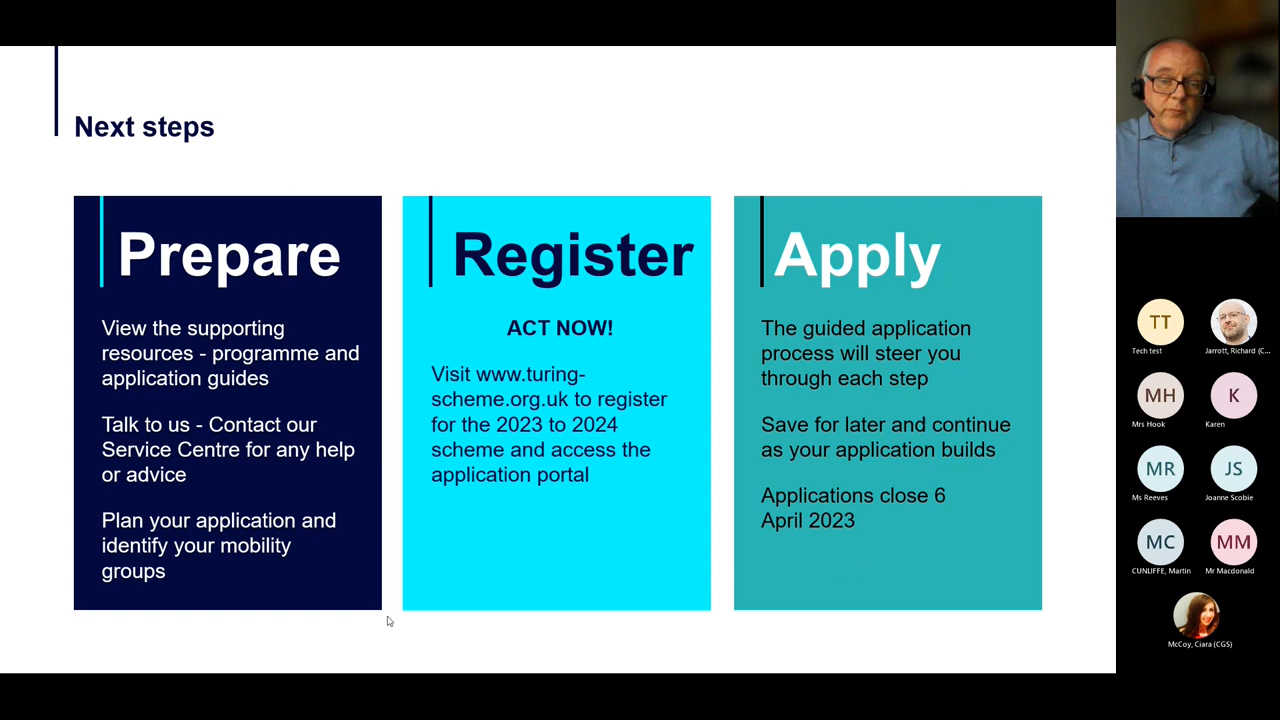 Next steps
Prepare
View the supporting
resources - programme and
application guides
Talk to us - Contact our
Service Centre for any help
or advice
Plan your application and
identify your mobility
groups
Register
ACT NOW!
Visit www.turing-
scheme.org.uk to register
for the 2023 to 2024
scheme and access the
application portal
Apply
The guided application
process will steer you
through each step
Save for later and continue
as your application builds
Applications close 6
April 2023
TT
Tech test
Jarrott, Richard (C...
MH
Mrs Hook
K
Karen
MR
Ms Reeves
JS
Joanne Scobie
MC
CUNLIFFE, Martin
MM
Mr Macdonald
McCoy, Ciara (CGS)